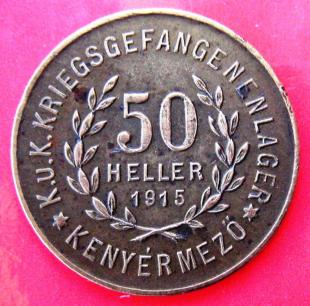 K.U.K. KRIEGSGEFANGENENLAGER
50
HELLER
1915
KENYÉRMEZŐ